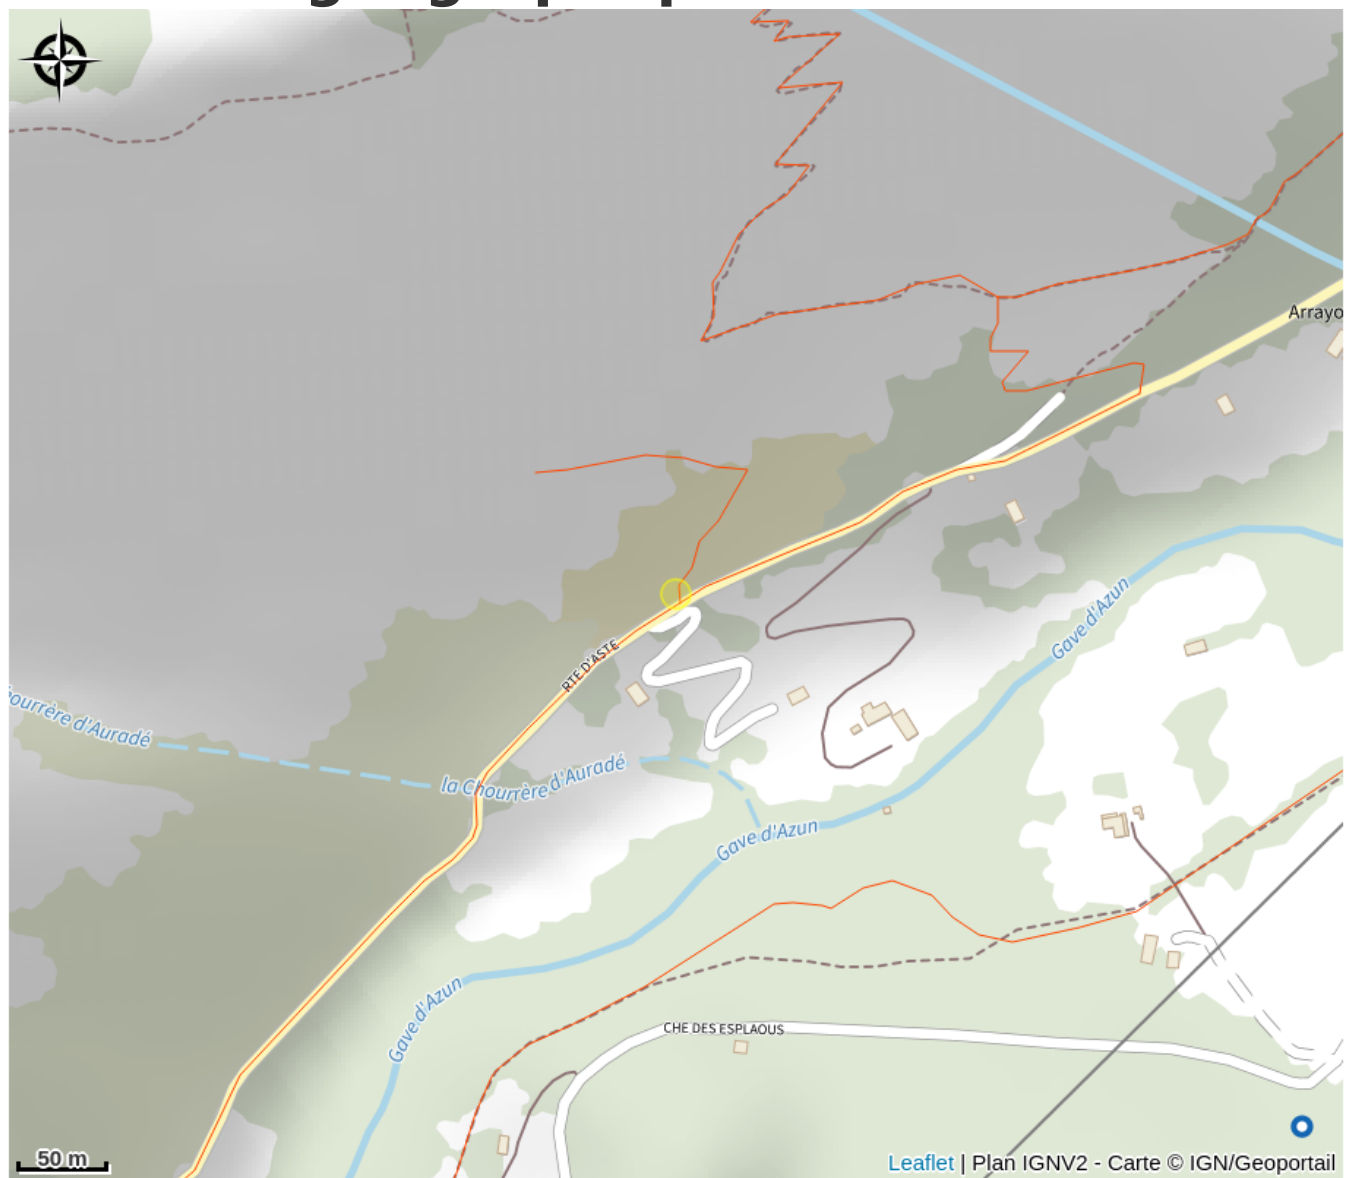 Arrayo
RTE D'ASTE
Gave d'Azun
ourrère d'Auradé
la Chourrère d'Auradé
Gave d'Azun
Gave d'Azun
CHE DES ESPLAOUS
50 m
Leaflet | Plan IGNV2 - Carte © IGN/Geoportail